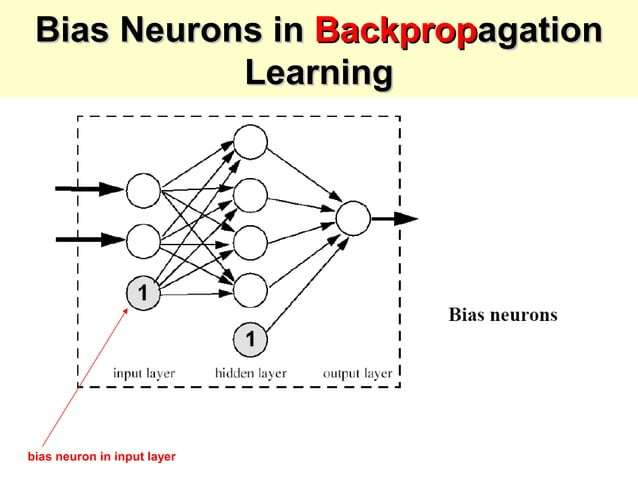 Bias Neurons in Backpropagation
Learning
1
1
Bias neurons
input layer hidden layer output layer
bias neuron in input layer